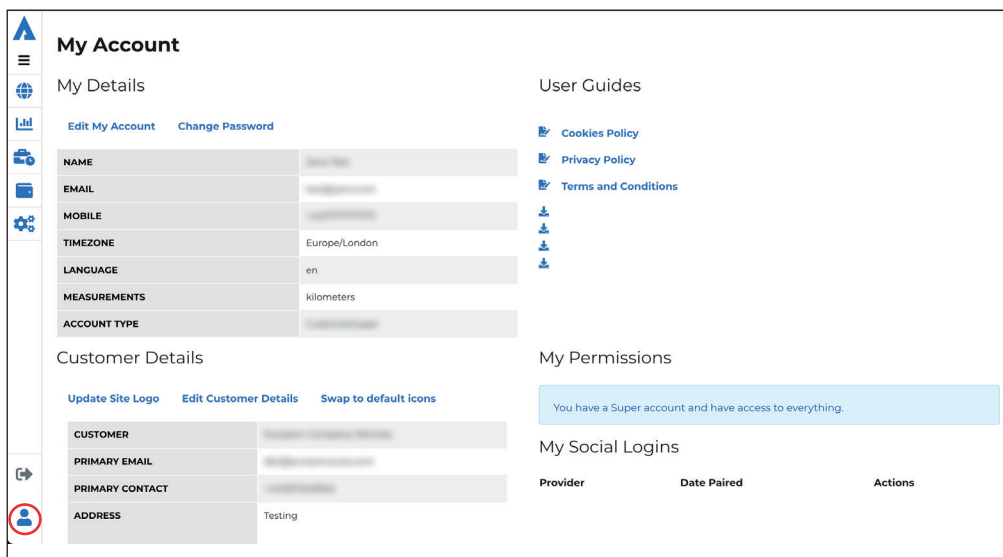 My Account
My Details
Edit My Account Change Password
NAME
EMAIL
MOBILE
TIMEZONE Europe/London
LANGUAGE en
MEASUREMENTS kilometers
ACCOUNT TYPE
Customer Details
Update Site Logo Edit Customer Details Swap to default icons
CUSTOMER
PRIMARY EMAIL
PRIMARY CONTACT
ADDRESS Testing
User Guides
Cookies Policy
Privacy Policy
Terms and Conditions
My Permissions
You have a Super account and have access to everything.
My Social Logins
Provider Date Paired Actions